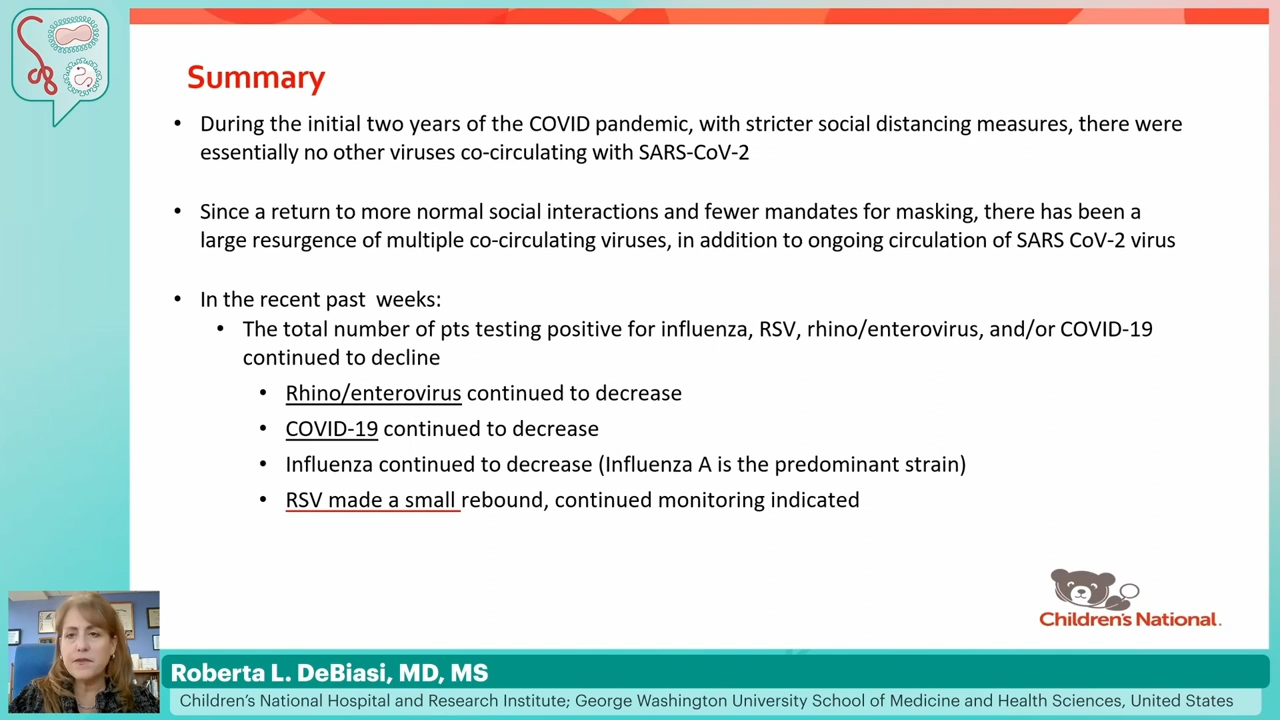 Summary
• During the initial two years of the COVID pandemic, with stricter social distancing measures, there were
essentially no other viruses co-circulating with SARS-CoV-2
• Since a return to more normal social interactions and fewer mandates for masking, there has been a
large resurgence of multiple co-circulating viruses, in addition to ongoing circulation of SARS CoV-2 virus
• In the recent past weeks:
• The total number of pts testing positive for influenza, RSV, rhino/enterovirus, and/or COVID-19
continued to decline
• Rhino/enterovirus continued to decrease
• COVID-19 continued to decrease
• Influenza continued to decrease (Influenza A is the predominant strain)
• RSV made a small rebound, continued monitoring indicated
Children's National.
Roberta L. DeBiasi, MD, MS
Children's National Hospital and Research Institute; George Washington University School of Medicine and Health Sciences, United States